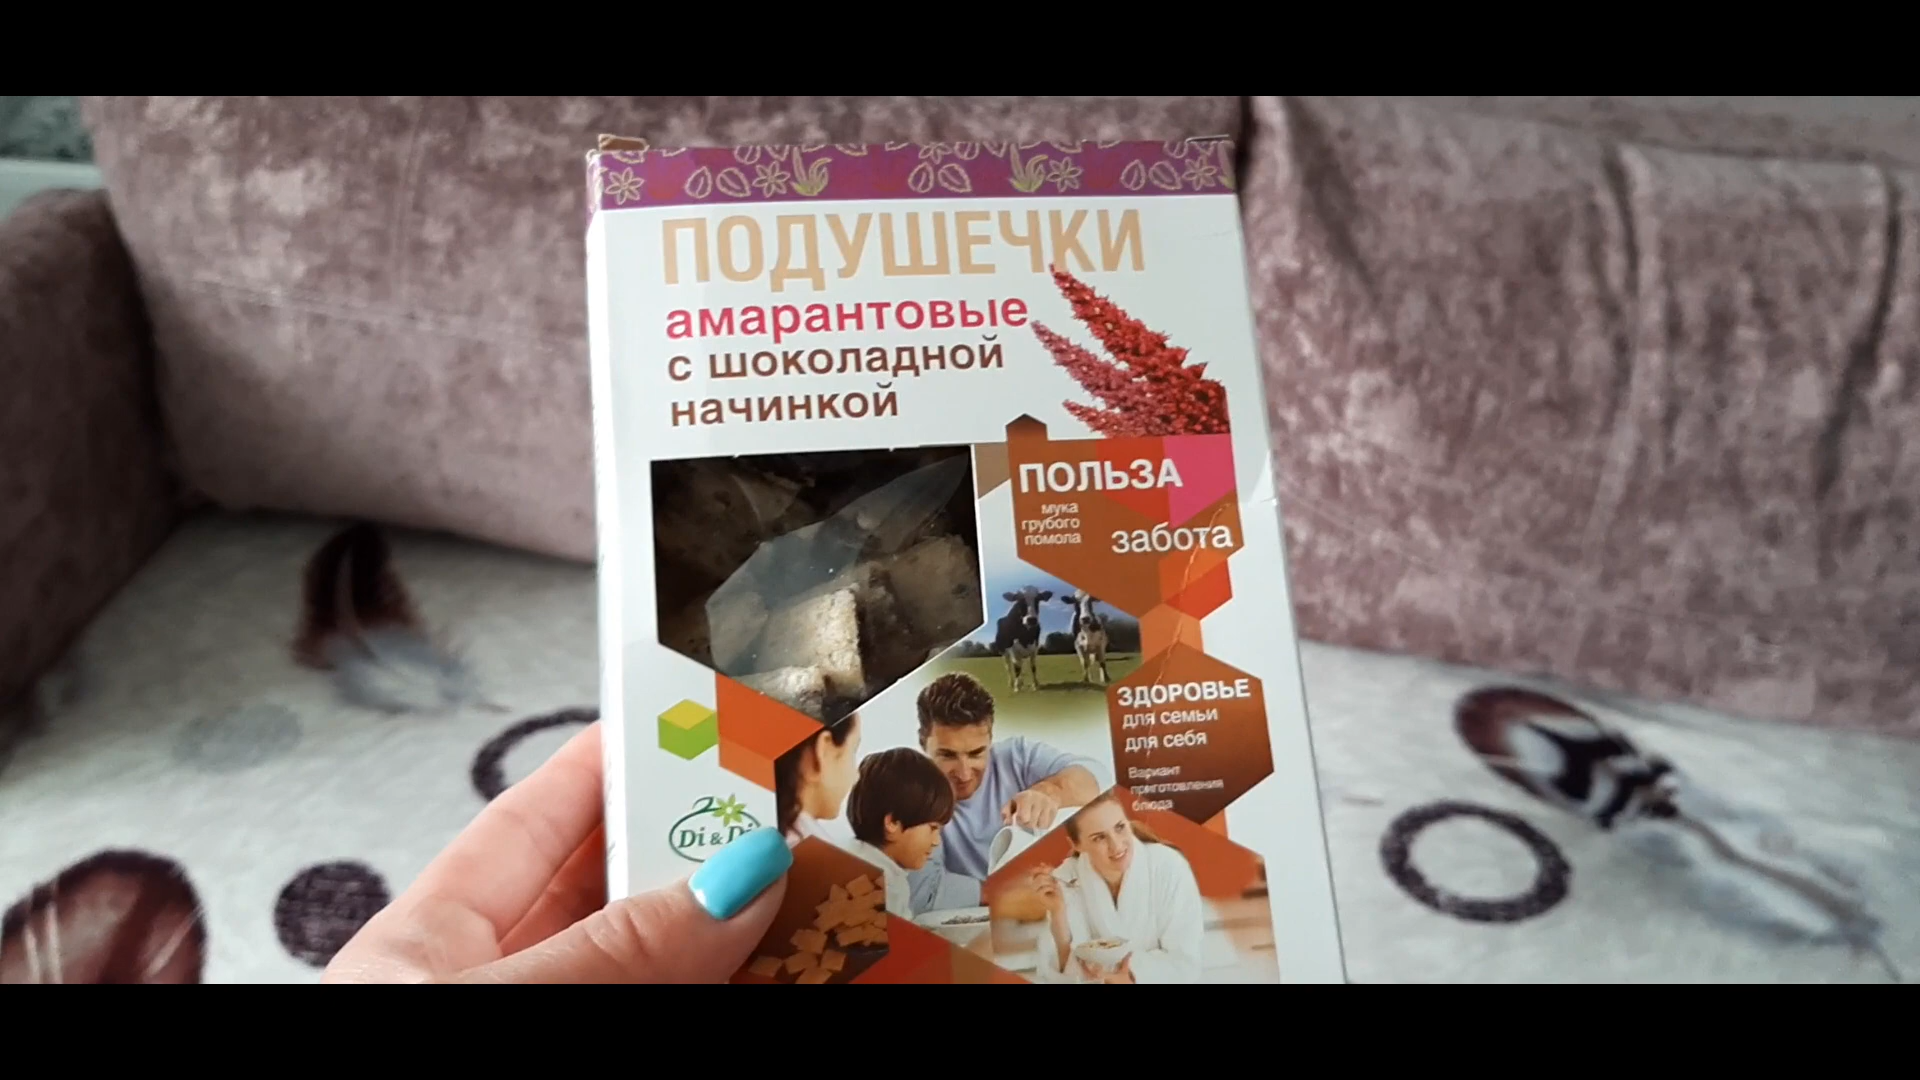 ПОДУШЕЧКИ
амарантовые
с шоколадной
начинкой
ПОЛЬЗА
мука
грубого
помола
забота
ЗДОРОВЬЕ
для семьи
для себя
Вариант
приготовления
блюда
Di & Di